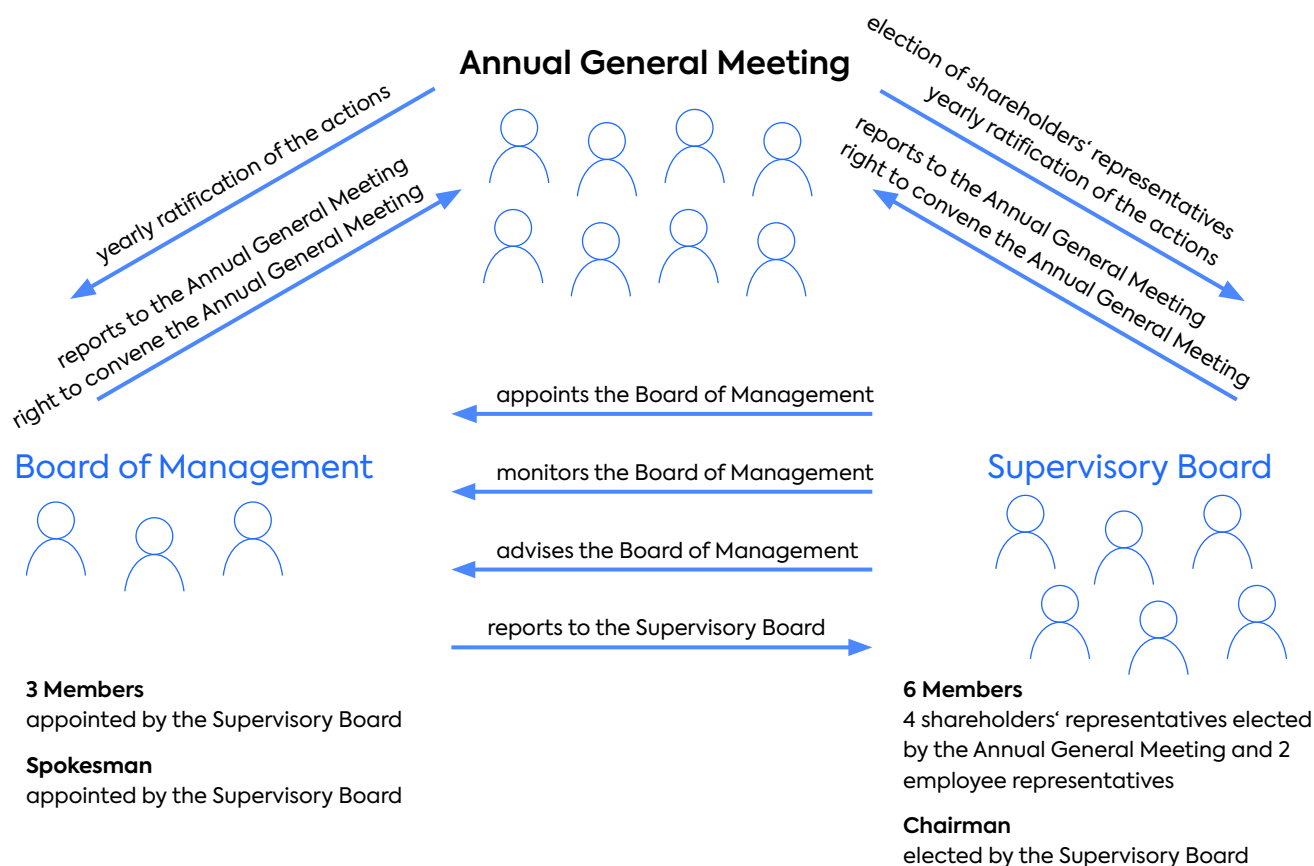 Annual General Meeting
yearly ratification of the actions
reports to the Annual General Meeting
right to convene the Annual General Meeting
election of shareholders‘ representatives
yearly ratification of the actions
reports to the Annual General Meeting
right to convene the Annual General Meeting
appoints the Board of Management
monitors the Board of Management
advises the Board of Management
reports to the Supervisory Board
Board of Management
3 Members
appointed by the Supervisory Board
Spokesman
appointed by the Supervisory Board
Supervisory Board
6 Members
4 shareholders‘ representatives elected
by the Annual General Meeting and 2
employee representatives
Chairman
elected by the Supervisory Board